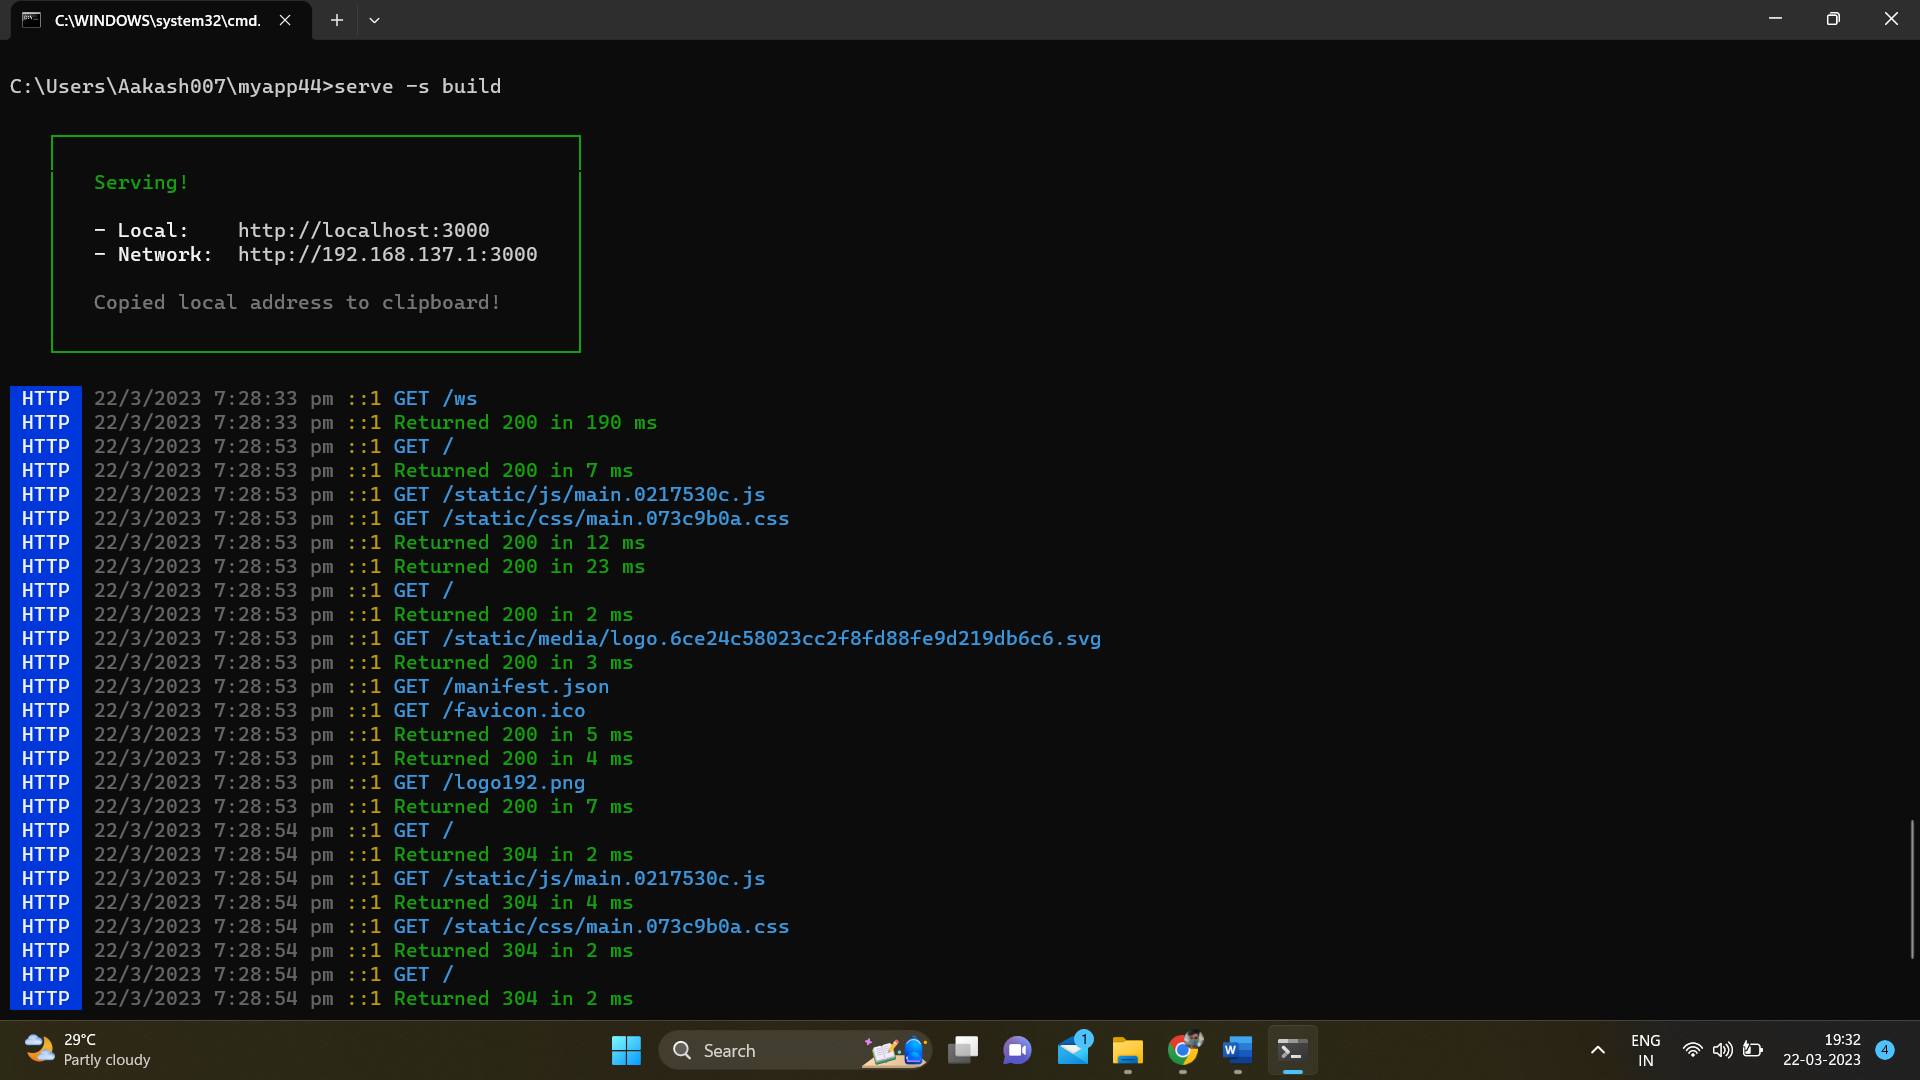 C:\WINDOWS\system32\cmd.
C:\Users\Aakash007\myapp44>serve -s build
Serving!
- Local: http://localhost:3000
- Network: http://192.168.137.1:3000
Copied local address to clipboard!
HTTP 22/3/2023 7:28:33 pm ::1 GET /ws
HTTP 22/3/2023 7:28:33 pm ::1 Returned 200 in 190 ms
HTTP 22/3/2023 7:28:53 pm ::1 GET /
HTTP 22/3/2023 7:28:53 pm ::1 Returned 200 in 7 ms
HTTP 22/3/2023 7:28:53 pm ::1 GET /static/js/main.0217530c.js
HTTP 22/3/2023 7:28:53 pm ::1 GET /static/css/main.073c9b0a.css
HTTP 22/3/2023 7:28:53 pm ::1 Returned 200 in 12 ms
HTTP 22/3/2023 7:28:53 pm ::1 Returned 200 in 23 ms
HTTP 22/3/2023 7:28:53 pm ::1 GET /
HTTP 22/3/2023 7:28:53 pm ::1 Returned 200 in 2 ms
HTTP 22/3/2023 7:28:53 pm ::1 GET /static/media/logo.6ce24c58023cc2f8fd88fe9d219db6c6.svg
HTTP 22/3/2023 7:28:53 pm ::1 Returned 200 in 3 ms
HTTP 22/3/2023 7:28:53 pm ::1 GET /manifest.json
HTTP 22/3/2023 7:28:53 pm ::1 GET /favicon.ico
HTTP 22/3/2023 7:28:53 pm ::1 Returned 200 in 5 ms
HTTP 22/3/2023 7:28:53 pm ::1 Returned 200 in 4 ms
HTTP 22/3/2023 7:28:53 pm ::1 GET /logo192.png
HTTP 22/3/2023 7:28:53 pm ::1 Returned 200 in 7 ms
HTTP 22/3/2023 7:28:54 pm ::1 GET /
HTTP 22/3/2023 7:28:54 pm ::1 Returned 304 in 2 ms
HTTP 22/3/2023 7:28:54 pm ::1 GET /static/js/main.0217530c.js
HTTP 22/3/2023 7:28:54 pm ::1 Returned 304 in 4 ms
HTTP 22/3/2023 7:28:54 pm ::1 GET /static/css/main.073c9b0a.css
HTTP 22/3/2023 7:28:54 pm ::1 Returned 304 in 2 ms
HTTP 22/3/2023 7:28:54 pm ::1 GET /
HTTP 22/3/2023 7:28:54 pm ::1 Returned 304 in 2 ms
29°C
Partly cloudy
Search
1
W
ENG
IN
19:32
22-03-2023
4